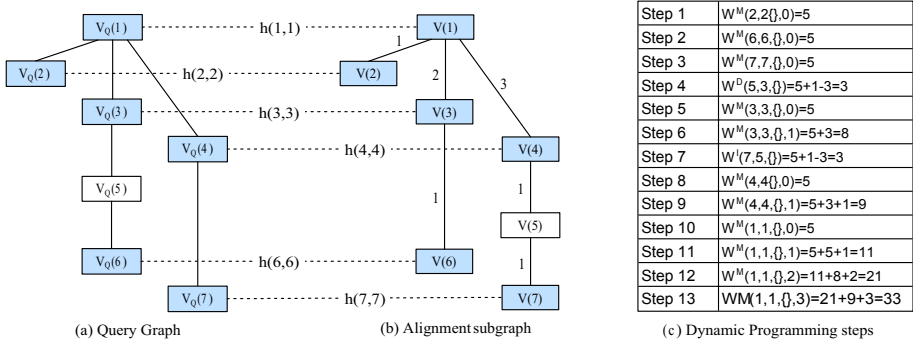 V_Q(1)
V_Q(2)
V_Q(3)
V_Q(4)
V_Q(5)
V_Q(6)
V_Q(7)
(a) Query Graph
h(1,1)
h(2,2)
h(3,3)
h(4,4)
h(6,6)
h(7,7)
V(1)
1
2
3
V(2)
V(3)
V(4)
1
1
V(5)
1
V(6)
V(7)
(b) Alignment subgraph
Step 1 W^M(2,2{},0)=5
Step 2 W^M(6,6,{},0)=5
Step 3 W^M(7,7,{},0)=5
Step 4 W^D(5,3,{})=5+1-3=3
Step 5 W^M(3,3,{},0)=5
Step 6 W^M(3,3,{},1)=5+3=8
Step 7 W^I(7,5,{})=5+1-3=3
Step 8 W^M(4,4{},0)=5
Step 9 W^M(4,4,{},1)=5+3+1=9
Step 10 W^M(1,1,{},0)=5
Step 11 W^M(1,1,{},1)=5+5+1=11
Step 12 W^M(1,1,{},2)=11+8+2=21
Step 13 WM(1,1,{},3)=21+9+3=33
(c) Dynamic Programming steps